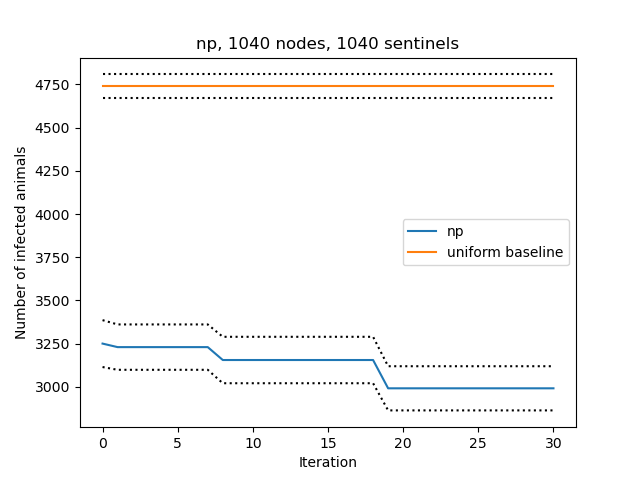 np, 1040 nodes, 1040 sentinels
Number of infected animals
4750
4500
4250
4000
3750
3500
3250
3000
np
uniform baseline
0 5 10 15 20 25 30
Iteration